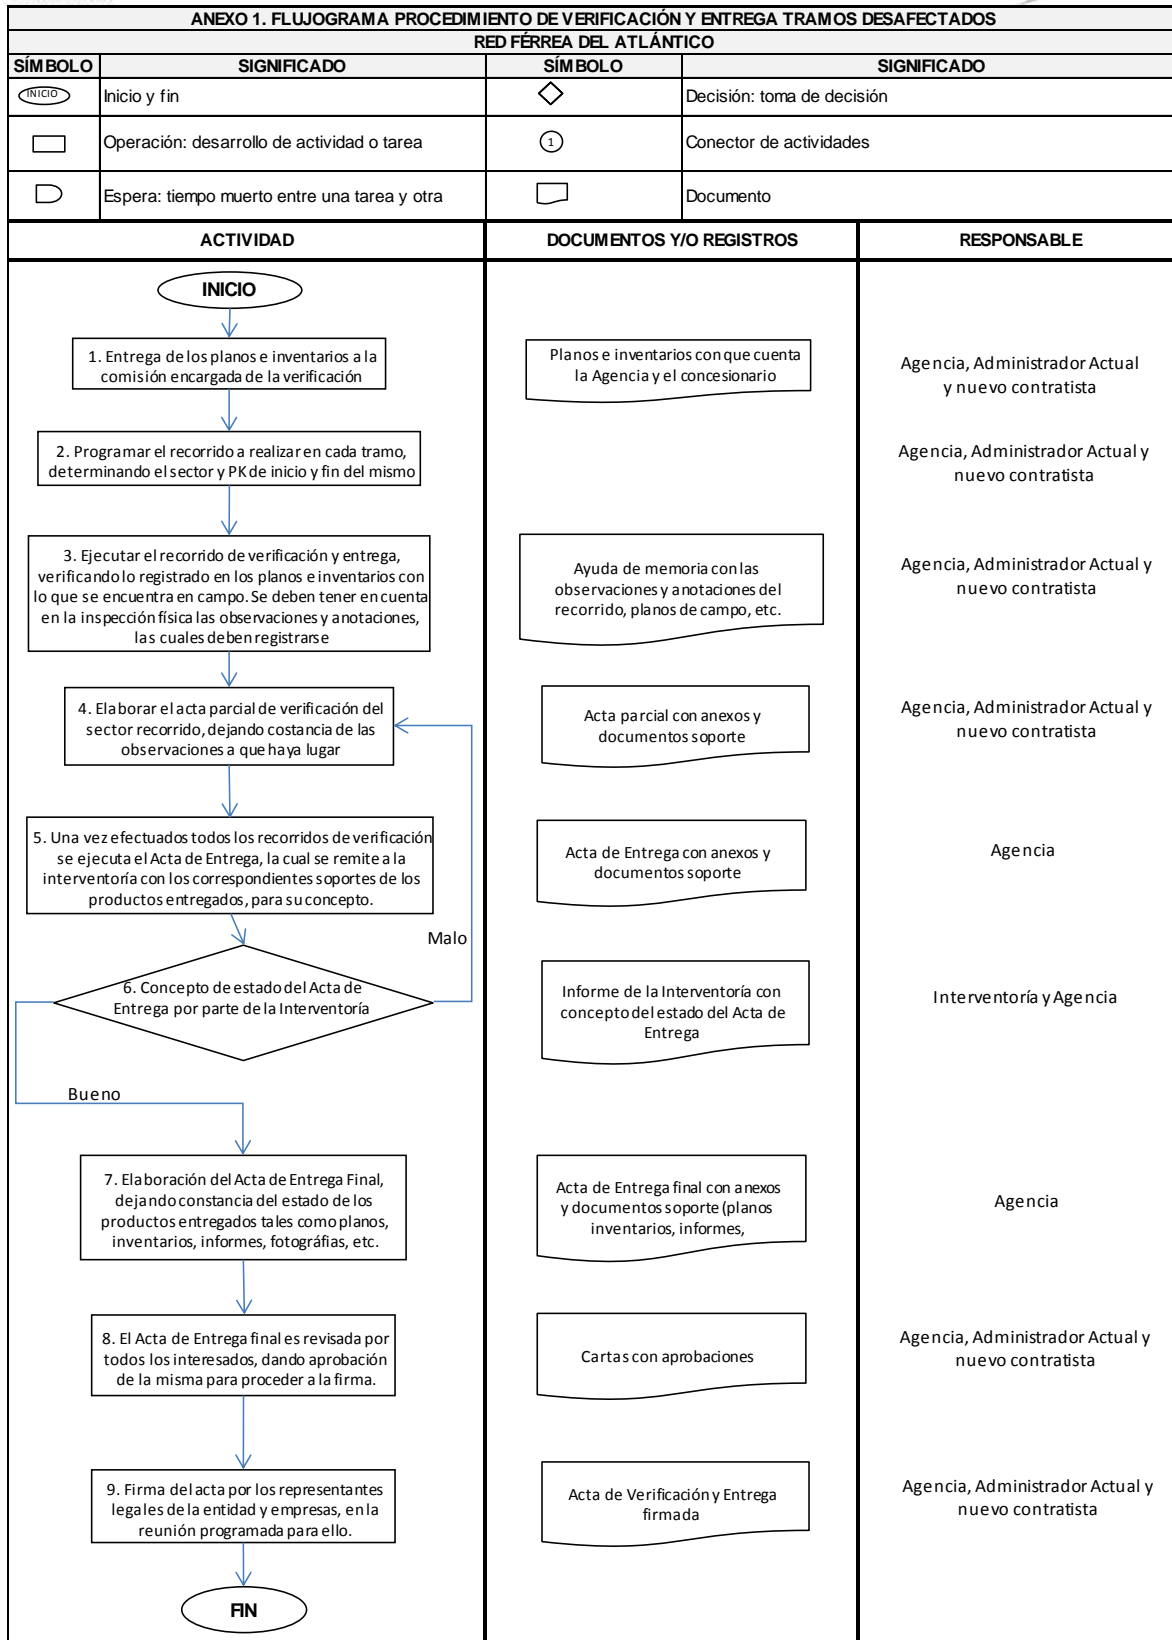 ANEXO 1. FLUJOGRAMA PROCEDIMIENTO DE VERIFICACIÓN Y ENTREGA TRAMOS DESAFECTADOS
RED FÉRREA DEL ATLÁNTICO
SÍMBOLO
SIGNIFICADO
SÍMBOLO
SIGNIFICADO
INICIO
Inicio y fin
Decisión: toma de decisión
Operación: desarrollo de actividad o tarea
1
Conector de actividades
Espera: tiempo muerto entre una tarea y otra
Documento
ACTIVIDAD
DOCUMENTOS Y/O REGISTROS
RESPONSABLE
INICIO
1. Entrega de los planos e inventarios a la
comisión encargada de la verificación
Planos e inventarios con que cuenta
la Agencia y el concesionario
Agencia, Administrador Actual
y nuevo contratista
2. Programar el recorrido a realizar en cada tramo,
determinando el sector y PK de inicio y fin del mismo
Agencia, Administrador Actual y
nuevo contratista
3. Ejecutar el recorrido de verificación y entrega,
verificando lo registrado en los planos e inventarios con
lo que se encuentra en campo. Se deben tener en cuenta
en la inspección física las observaciones y anotaciones,
las cuales deben registrarse
Ayuda de memoria con las
observaciones y anotaciones del
recorrido, planos de campo, etc.
Agencia, Administrador Actual y
nuevo contratista
4. Elaborar el acta parcial de verificación del
sector recorrido, dejando costancia de las
observaciones a que haya lugar
Acta parcial con anexos y
documentos soporte
Agencia, Administrador Actual y
nuevo contratista
5. Una vez efectuados todos los recorridos de verificación
se ejecuta el Acta de Entrega, la cual se remite a la
interventoría con los correspondientes soportes de los
productos entregados, para su concepto.
Acta de Entrega con anexos y
documentos soporte
Agencia
Malo
6. Concepto de estado del Acta de
Entrega por parte de la Interventoría
Informe de la Interventoría con
concepto del estado del Acta de
Entrega
Interventoría y Agencia
Bueno
7. Elaboración del Acta de Entrega Final,
dejando constancia del estado de los
productos entregados tales como planos,
inventarios, informes, fotográfias, etc.
Acta de Entrega final con anexos
y documentos soporte (planos
inventarios, informes,
Agencia
8. El Acta de Entrega final es revisada por
todos los interesados, dando aprobación
de la misma para proceder a la firma.
Cartas con aprobaciones
Agencia, Administrador Actual y
nuevo contratista
9. Firma del acta por los representantes
legales de la entidad y empresas, en la
reunión programada para ello.
Acta de Verificación y Entrega
firmada
Agencia, Administrador Actual y
nuevo contratista
FIN